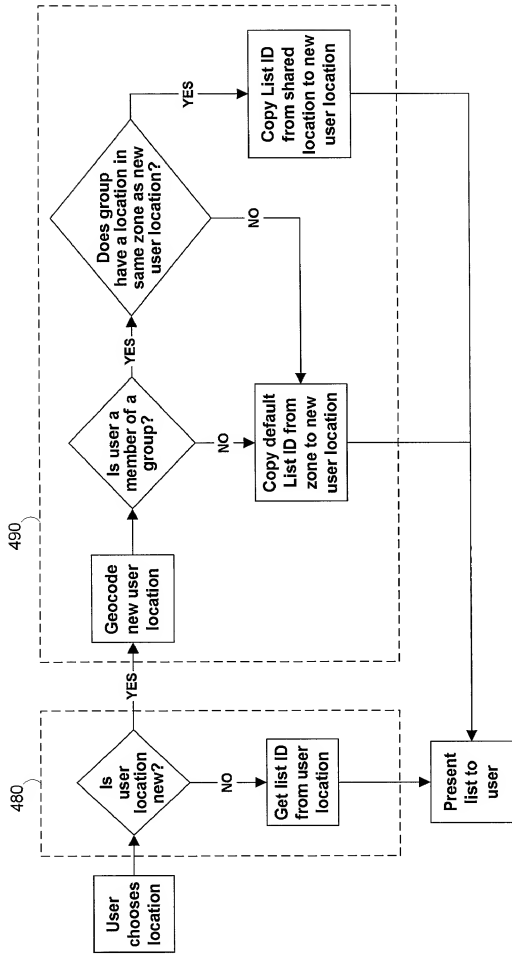 480
490
User
chooses
location
Is
user
location
new?
YES
NO
Get list ID
from user
location
Present
list to
user
Geocode
new user
location
Is user a
member of a
group?
YES
NO
Copy default
List ID from
zone to new
user location
Does group
have a location in
same zone as new
user location?
YES
NO
Copy List ID
from shared
location to new
user location